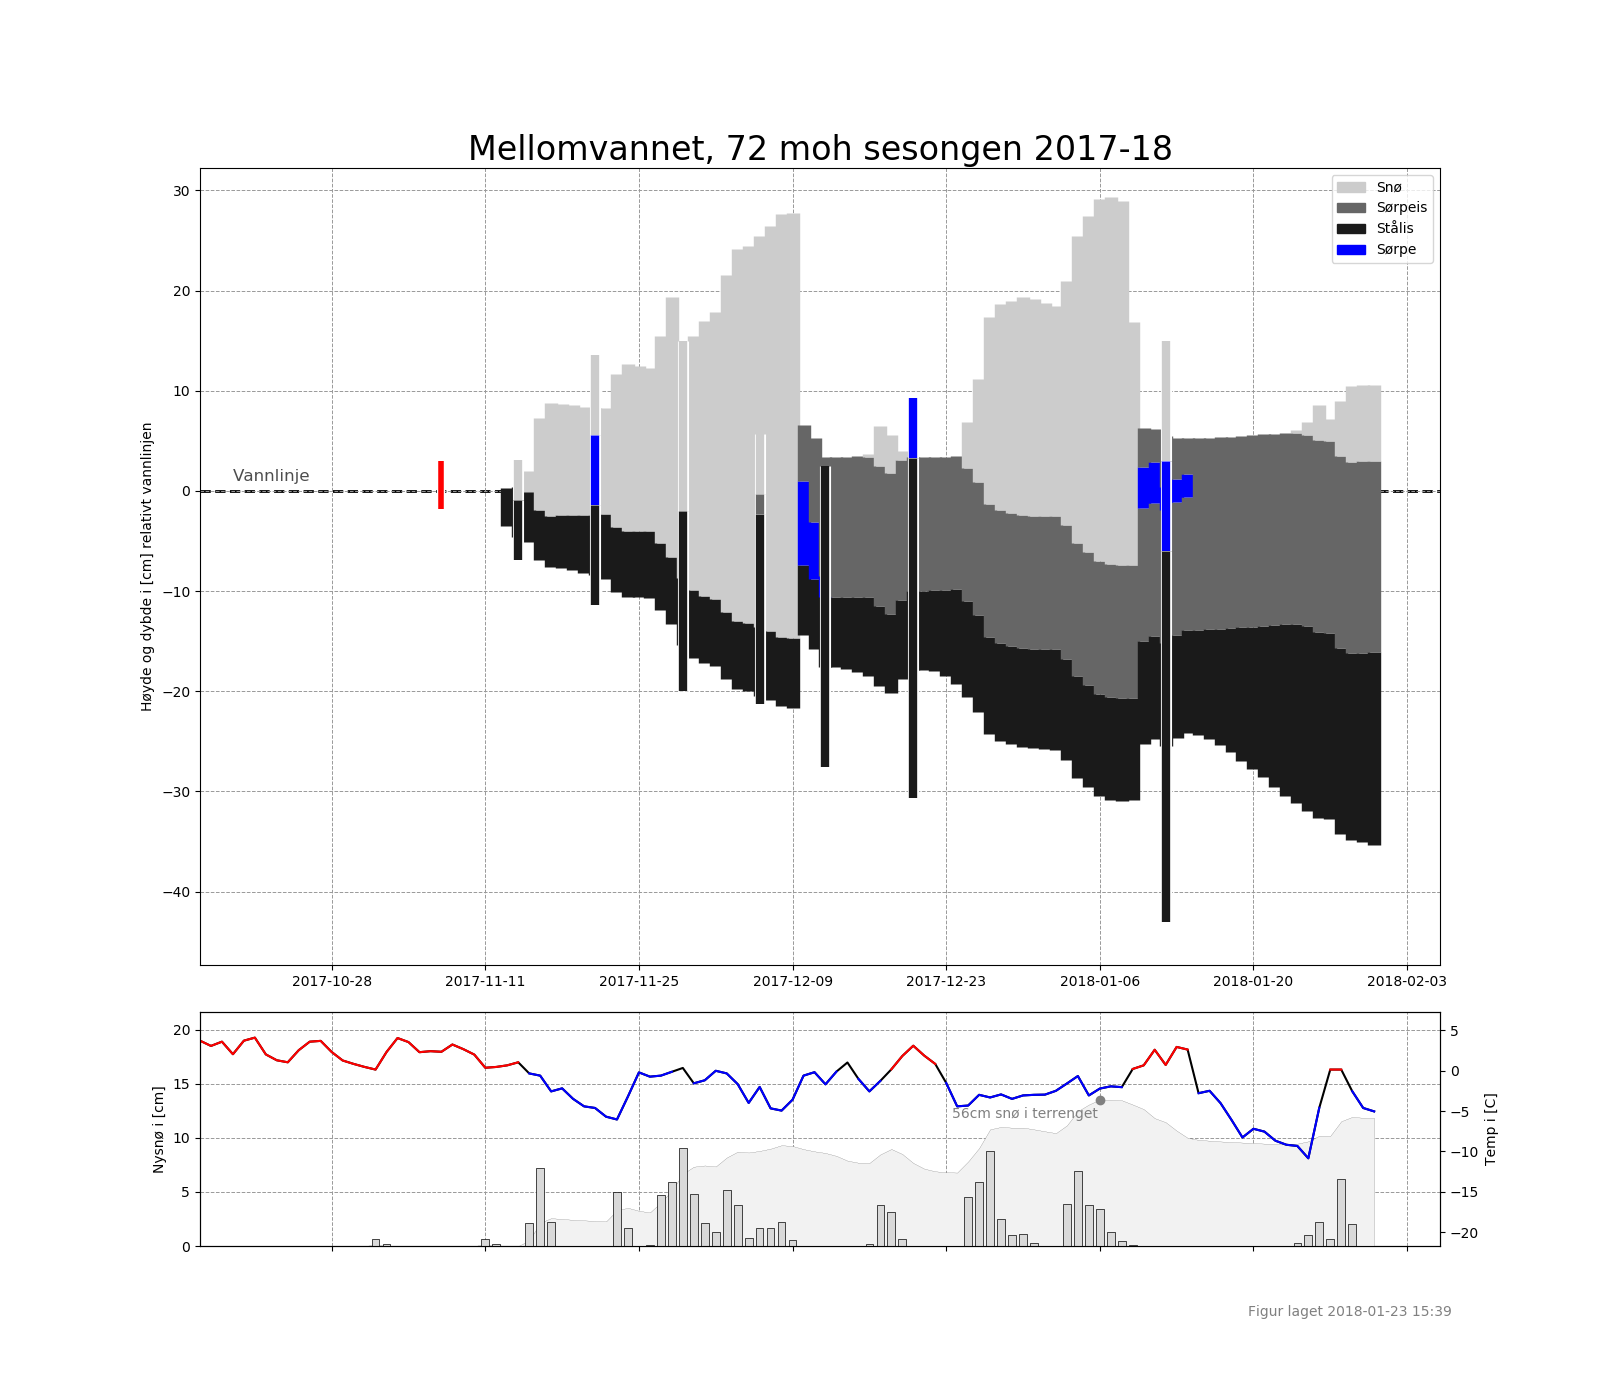 Mellomvannet, 72 moh sesongen 2017-18
Høyde og dybde i [cm] relativt vannlinjen
30
20
10
0
−10
−20
−30
−40
Vannlinje
Snø
Sørpeis
Stålis
Sørpe
2017-10-28 2017-11-11 2017-11-25 2017-12-09 2017-12-23 2018-01-06 2018-01-20 2018-02-03
Nysnø i [cm]
20
15
10
5
0
56cm snø i terrenget
5
0
−5
−10
−15
−20
Temp i [C]
Figur laget 2018-01-23 15:39